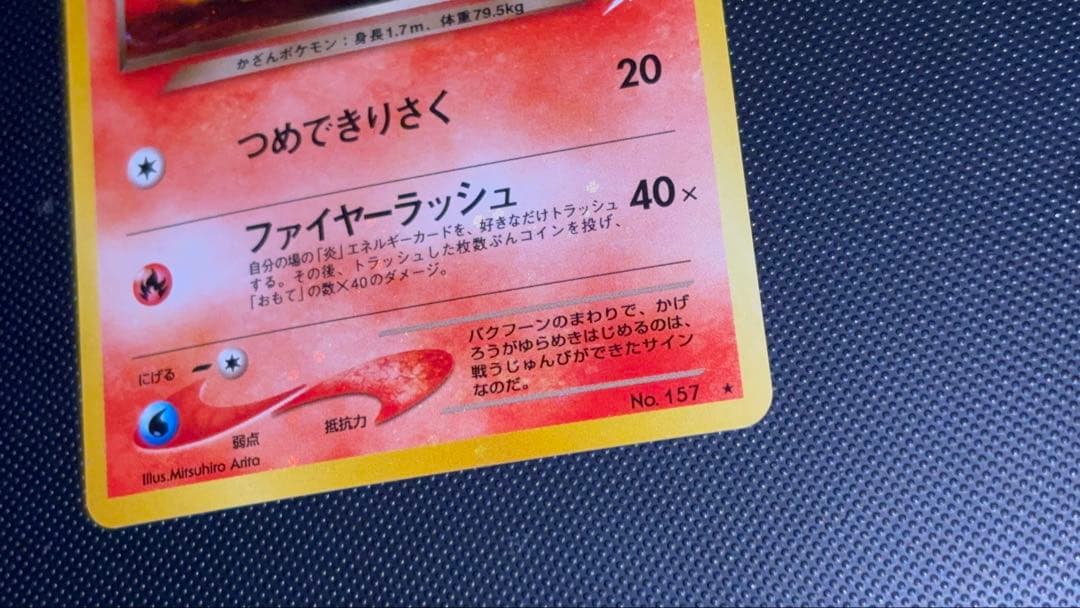 かざんポケモン：身長1.7m、体重79.5kg
つめできりさく 20
ファイヤーラッシュ 40×
自分の場の「炎」エネルギーカードを、好きなだけトラッシュ
する。その後、トラッシュした枚数ぶんコインを投げ、
「おもて」の数×40のダメージ。
にげる
バクフーンのまわりで、かげ
ろうがゆらめきはじめるのは、
戦うじゅんびができたサイン
なのだ。
弱点 抵抗力
No. 157 ★
Illus.Mitsuhiro Arita